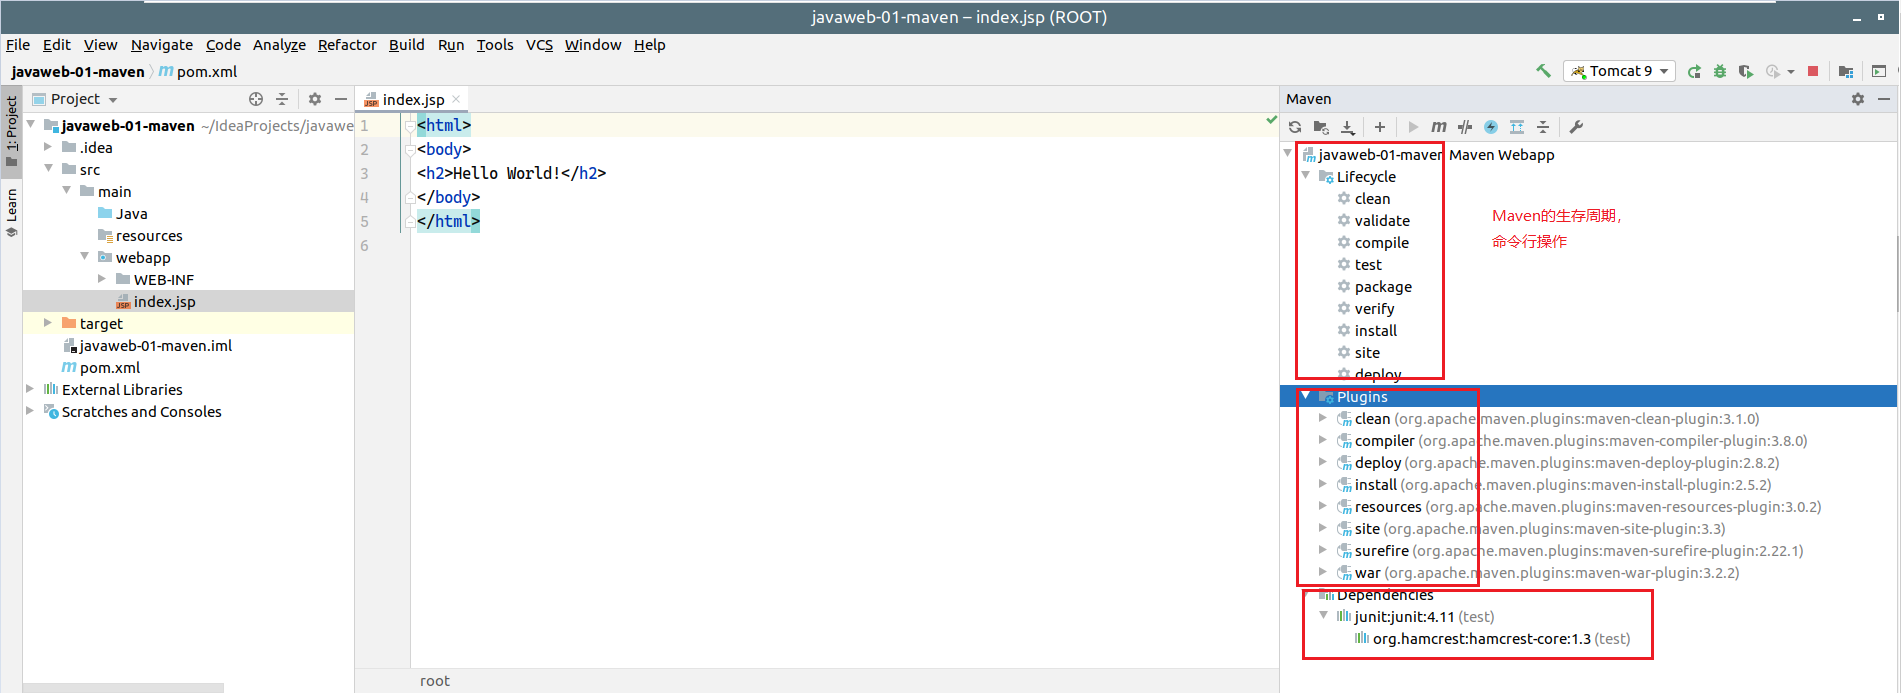 javaweb-01-maven – index.jsp (ROOT)
File Edit View Navigate Code Analyze Refactor Build Run Tools VCS Window Help
javaweb-01-maven pom.xml
Tomcat 9
1: Project
Learn
Project
javaweb-01-maven ~/IdeaProjects/javawe
.idea
src
main
Java
resources
webapp
WEB-INF
index.jsp
target
javaweb-01-maven.iml
pom.xml
External Libraries
Scratches and Consoles
index.jsp
1 <html>
2 <body>
3 <h2>Hello World!</h2>
4 </body>
5 </html>
6
root
Maven
javaweb-01-maven Maven Webapp
Lifecycle
clean
validate
compile
test
package
verify
install
site
deploy
Maven的生存周期，
命令行操作
Plugins
clean (org.apache.maven.plugins:maven-clean-plugin:3.1.0)
compiler (org.apache.maven.plugins:maven-compiler-plugin:3.8.0)
deploy (org.apache.maven.plugins:maven-deploy-plugin:2.8.2)
install (org.apache.maven.plugins:maven-install-plugin:2.5.2)
resources (org.apache.maven.plugins:maven-resources-plugin:3.0.2)
site (org.apache.maven.plugins:maven-site-plugin:3.3)
surefire (org.apache.maven.plugins:maven-surefire-plugin:2.22.1)
war (org.apache.maven.plugins:maven-war-plugin:3.2.2)
Dependencies
junit:junit:4.11 (test)
org.hamcrest:hamcrest-core:1.3 (test)